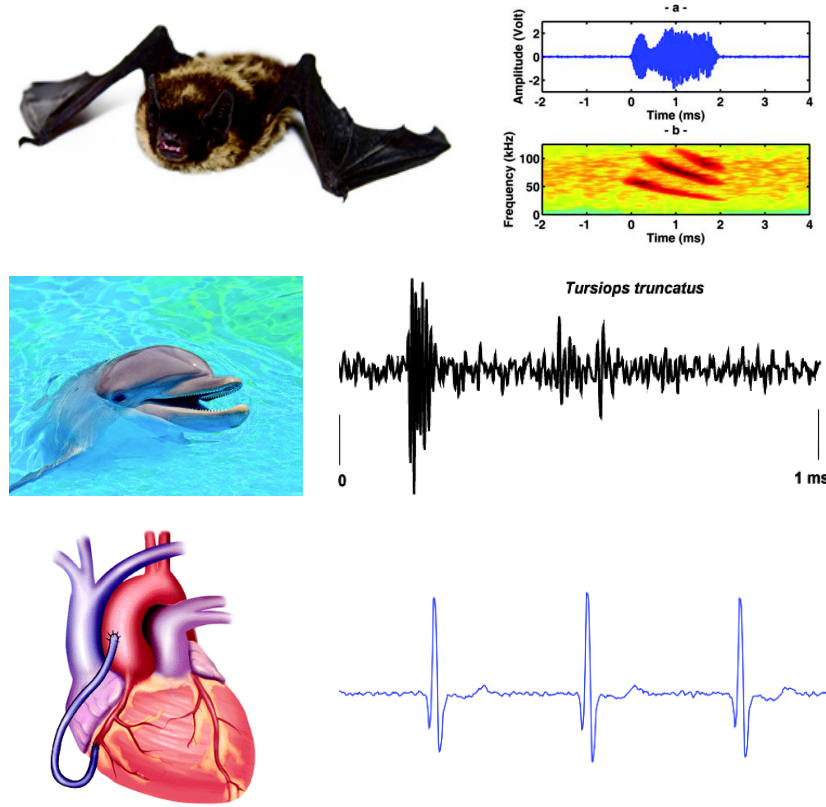 - a -
Amplitude (Volt)
2
0
-2
-2 -1 0 1 2 3 4
Time (ms)
- b -
Frequency (kHz)
100
50
0
-2 -1 0 1 2 3 4
Time (ms)
Tursiops truncatus
0 1 ms